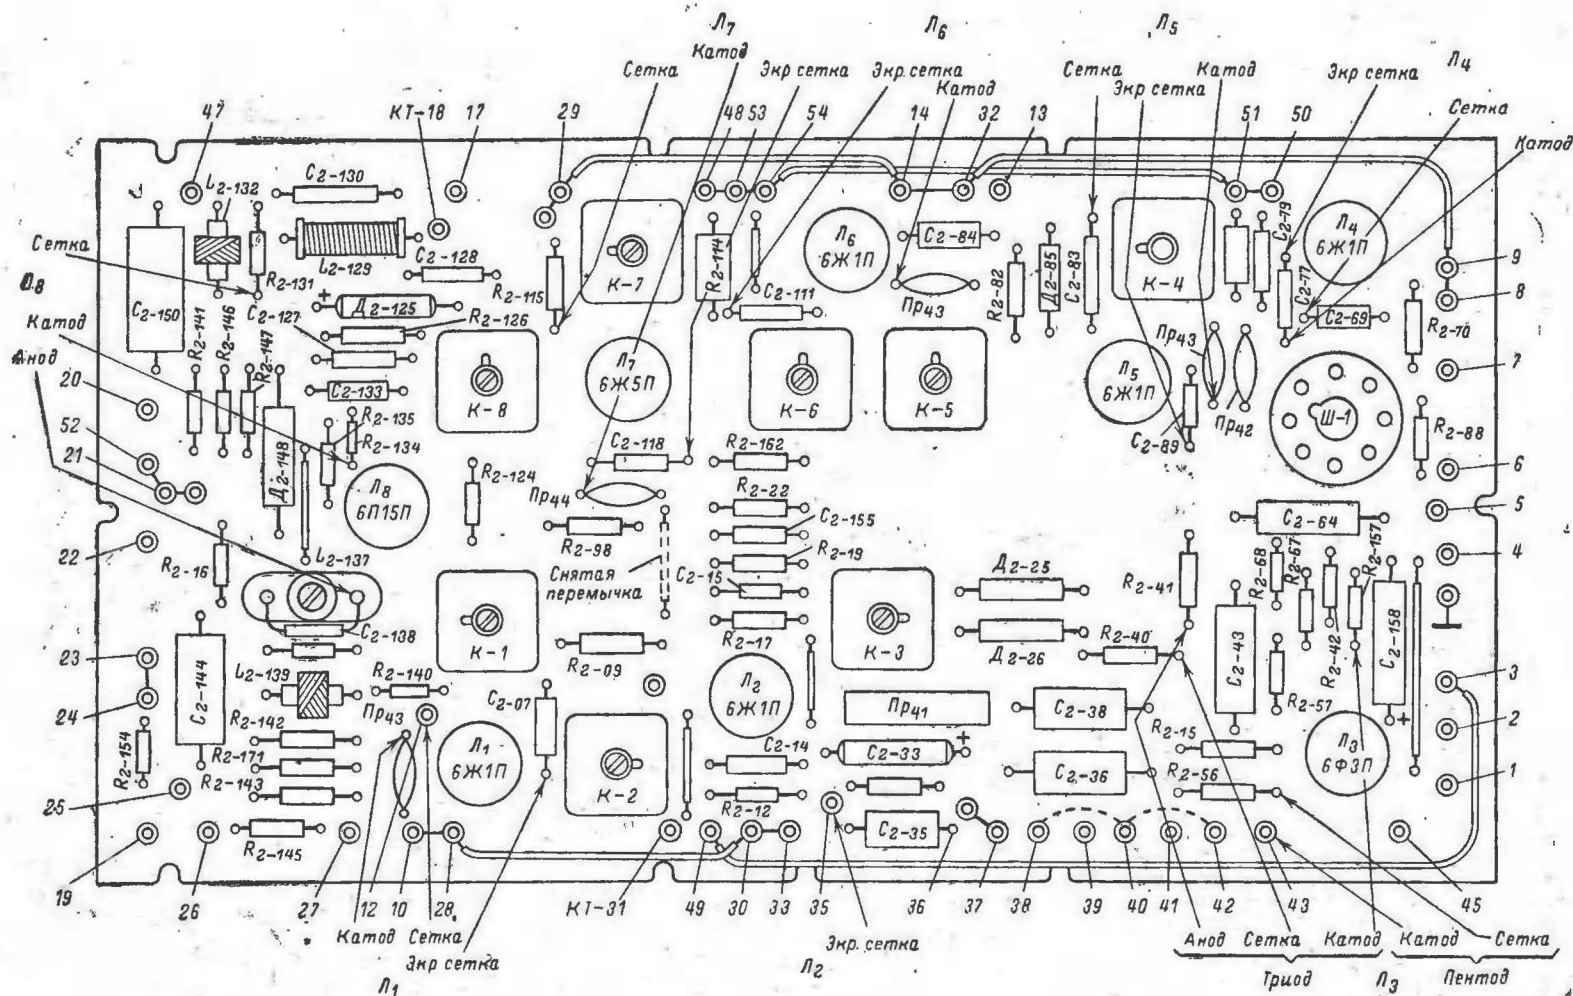 Л7
Л6
Л5
Л4
Сетка
Катод
Экр сетка
Экр. сетка
Катод
Сетка
Экр сетка
Катод
Экр сетка
Сетка
Катод
47
КТ-18
17
29
48
53
54
14
32
13
51
50
L2-132
C2-130
C2-150
Сетка
R2-131
L2-129
C2-128
R2-115
К-7
R2-114
Л6
6Ж1П
C2-84
C2-79
К-4
Л4
6Ж1П
9
8
Л8
Катод
Анод
R2-141
R2-146
R2-147
C2-127
+
Д2-125
R2-126
C2-111
Пр43
R2-82
Д2-85
C2-83
C2-77
C2-69
R2-70
7
20
C2-133
К-8
Л7
6Ж5П
К-6
К-5
Л5
6Ж1П
Пр43
C2-89
Пр42
Ш-1
R2-88
6
52
21
Д2-148
R2-135
R2-134
Л8
6П15П
R2-124
C2-118
Пр44
R2-98
R2-162
R2-22
C2-155
R2-19
C2-15
R2-17
5
C2-64
4
22
R2-16
L2-137
C2-138
Снятая
перемычка
К-1
R2-09
К-3
Д2-25
Д2-26
R2-41
R2-40
R2-68
R2-67
R2-42
R2-157
C2-158
+
C2-43
R2-57
3
23
24
C2-144
L2-139
R2-140
Пр43
C2-07
Л2
6Ж1П
Пр41
C2-38
R2-15
2
R2-154
R2-142
R2-171
R2-143
Л1
6Ж1П
К-2
C2-14
R2-12
C2-33
+
C2-36
R2-56
Л3
6Ф3П
1
25
R2-145
C2-35
19
26
27
12
10
28
КТ-31
49
30
33
35
36
37
38
39
40
41
42
43
45
Катод
Сетка
Экр сетка
Экр. сетка
Анод
Сетка
Катод
Катод
Сетка
Л1
Л2
Триод
Л3
Пентод